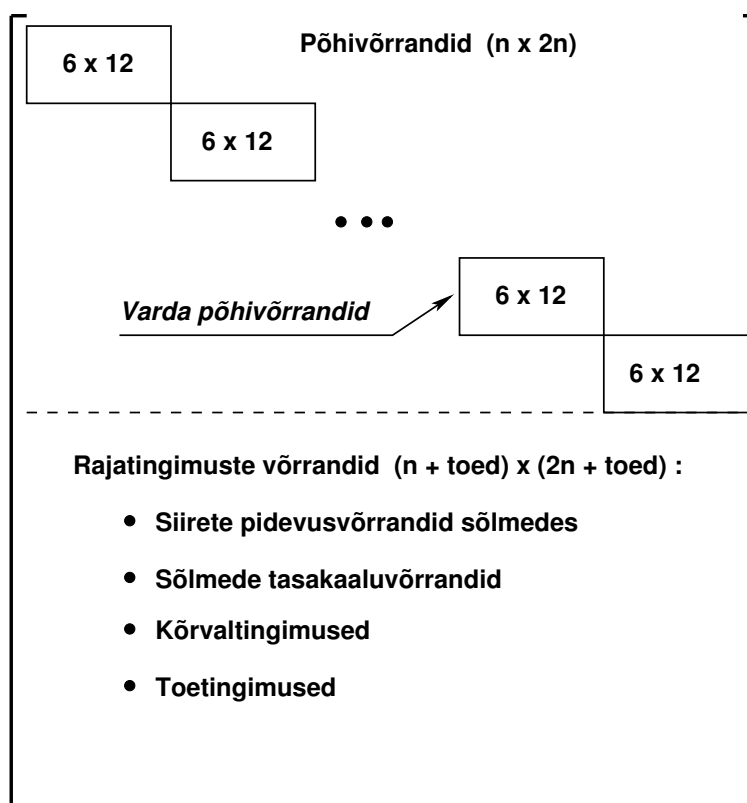 Põhivõrrandid (n x 2n)
6 x 12
6 x 12
6 x 12
Varda põhivõrrandid
6 x 12
Rajatingimuste võrrandid (n + toed) x (2n + toed) :
• Siirete pidevusvõrrandid sõlmedes
• Sõlmede tasakaaluvõrrandid
• Kõrvaltingimused
• Toetingimused